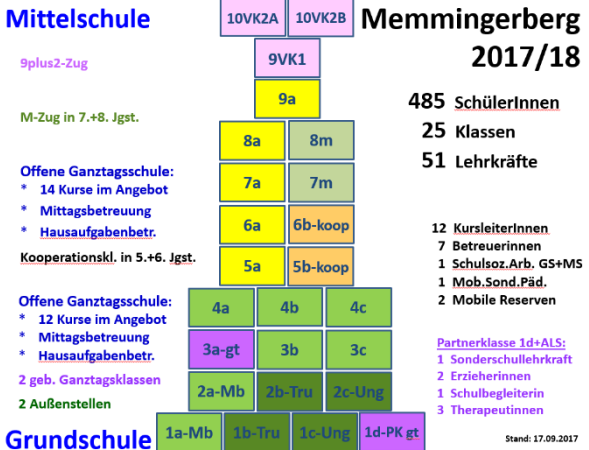 Mittelschule
10VK2A 10VK2B
Memmingerberg
2017/18
9plus2-Zug
9VK1
9a
485 SchülerInnen
M-Zug in 7.+8. Jgst.
25 Klassen
8a 8m
51 Lehrkräfte
Offene Ganztagsschule:
* 14 Kurse im Angebot
* Mittagsbetreuung
* Hausaufgabenbetr.
7a 7m
6a 6b-koop
Kooperationskl. in 5.+6. Jgst.
5a 5b-koop
12 KursleiterInnen
7 Betreuerinnen
1 Schulsoz.Arb. GS+MS
1 Mob.Sond.Päd.
2 Mobile Reserven
Offene Ganztagsschule:
* 12 Kurse im Angebot
* Mittagsbetreuung
* Hausaufgabenbetr.
4a 4b 4c
3a-gt 3b 3c
2 geb. Ganztagsklassen
2 Außenstellen
2a-Mb 2b-Tru 2c-Ung
Partnerklasse 1d+ALS:
1 Sonderschullehrkraft
2 Erzieherinnen
1 Schulbegleiterin
3 Therapeutinnen
Grundschule
1a-Mb 1b-Tru 1c-Ung 1d-PK gt
Stand: 17.09.2017